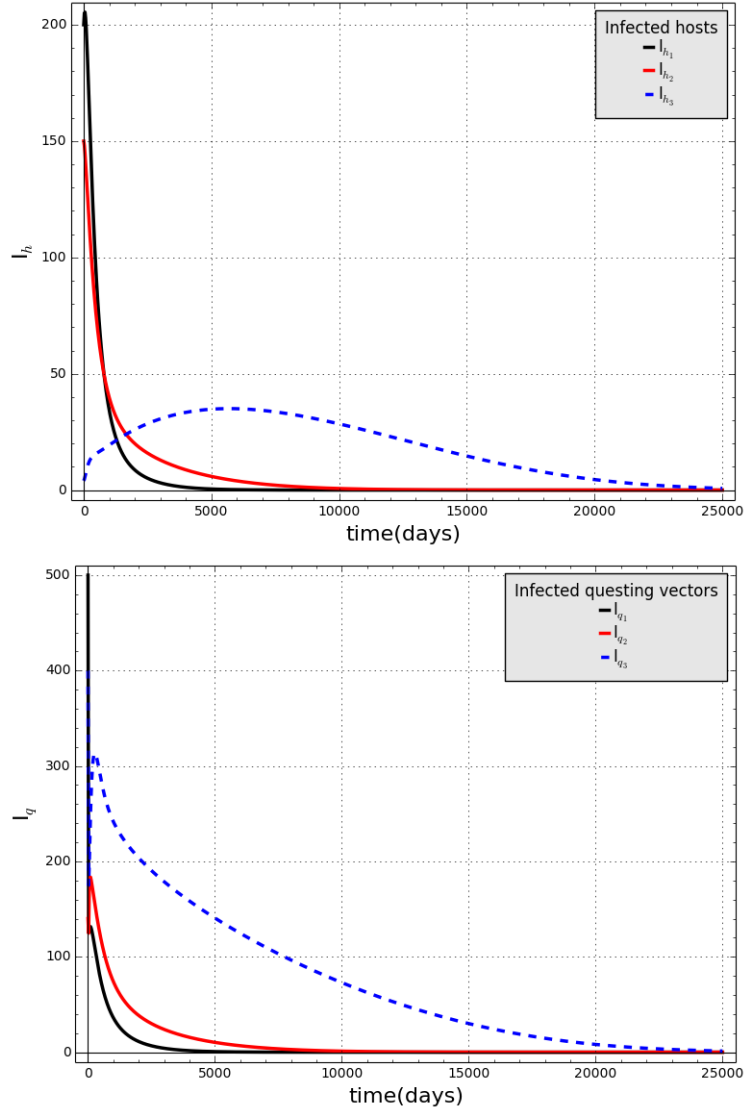 Infected hosts
I_{h_1}
I_{h_2}
I_{h_3}
200
150
100
50
0
I_h
0 5000 10000 15000 20000 25000
time(days)
Infected questing vectors
I_{q_1}
I_{q_2}
I_{q_3}
500
400
300
200
100
0
I_q
0 5000 10000 15000 20000 25000
time(days)